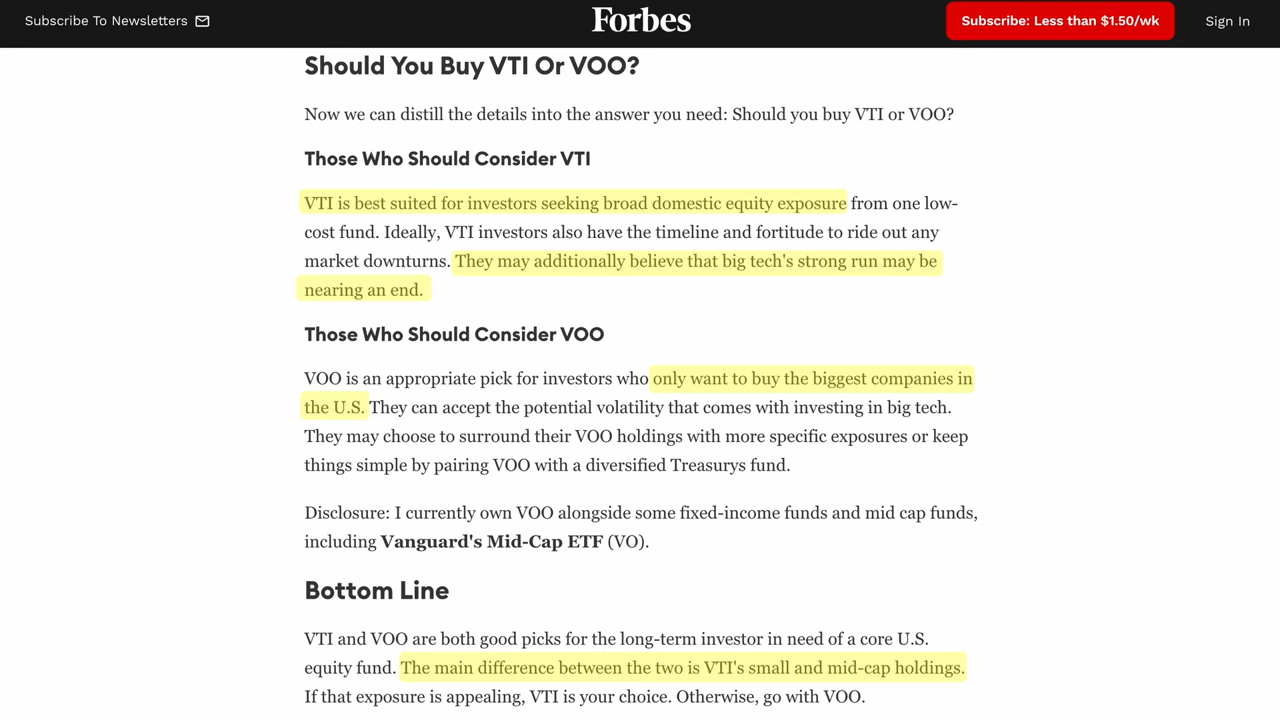 Subscribe To Newsletters
Forbes
Subscribe: Less than $1.50/wk
Sign In
Should You Buy VTI Or VOO?
Now we can distill the details into the answer you need: Should you buy VTI or VOO?
Those Who Should Consider VTI
VTI is best suited for investors seeking broad domestic equity exposure from one low-
cost fund. Ideally, VTI investors also have the timeline and fortitude to ride out any
market downturns. They may additionally believe that big tech's strong run may be
nearing an end.
Those Who Should Consider VOO
VOO is an appropriate pick for investors who only want to buy the biggest companies in
the U.S. They can accept the potential volatility that comes with investing in big tech.
They may choose to surround their VOO holdings with more specific exposures or keep
things simple by pairing VOO with a diversified Treasurys fund.
Disclosure: I currently own VOO alongside some fixed-income funds and mid cap funds,
including Vanguard's Mid-Cap ETF (VO).
Bottom Line
VTI and VOO are both good picks for the long-term investor in need of a core U.S.
equity fund. The main difference between the two is VTI's small and mid-cap holdings.
If that exposure is appealing, VTI is your choice. Otherwise, go with VOO.